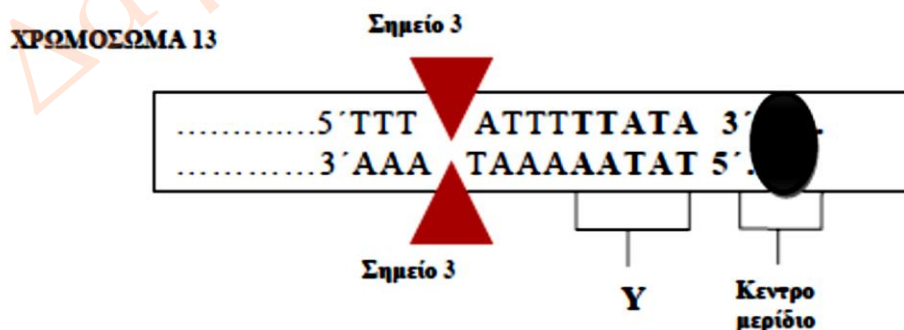 Σημείο 3
ΧΡΩΜΟΣΩΜΑ 13
............5´TTT ATTTTTATA 3´ .
............3´AAA TAAAAATAT 5´.
Σημείο 3
Υ
Κεντρο
μερίδιο